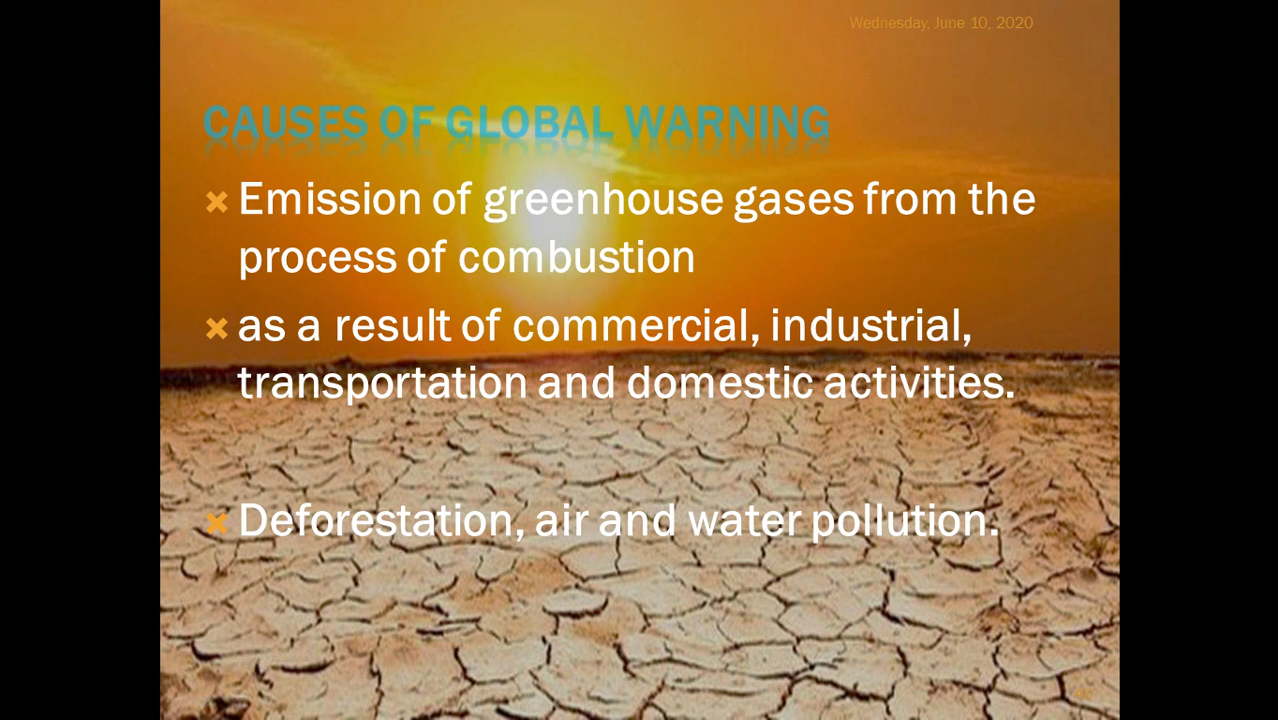 Wednesday, June 10, 2020
CAUSES OF GLOBAL WARNING
Emission of greenhouse gases from the
process of combustion
as a result of commercial, industrial,
transportation and domestic activities.
Deforestation, air and water pollution.